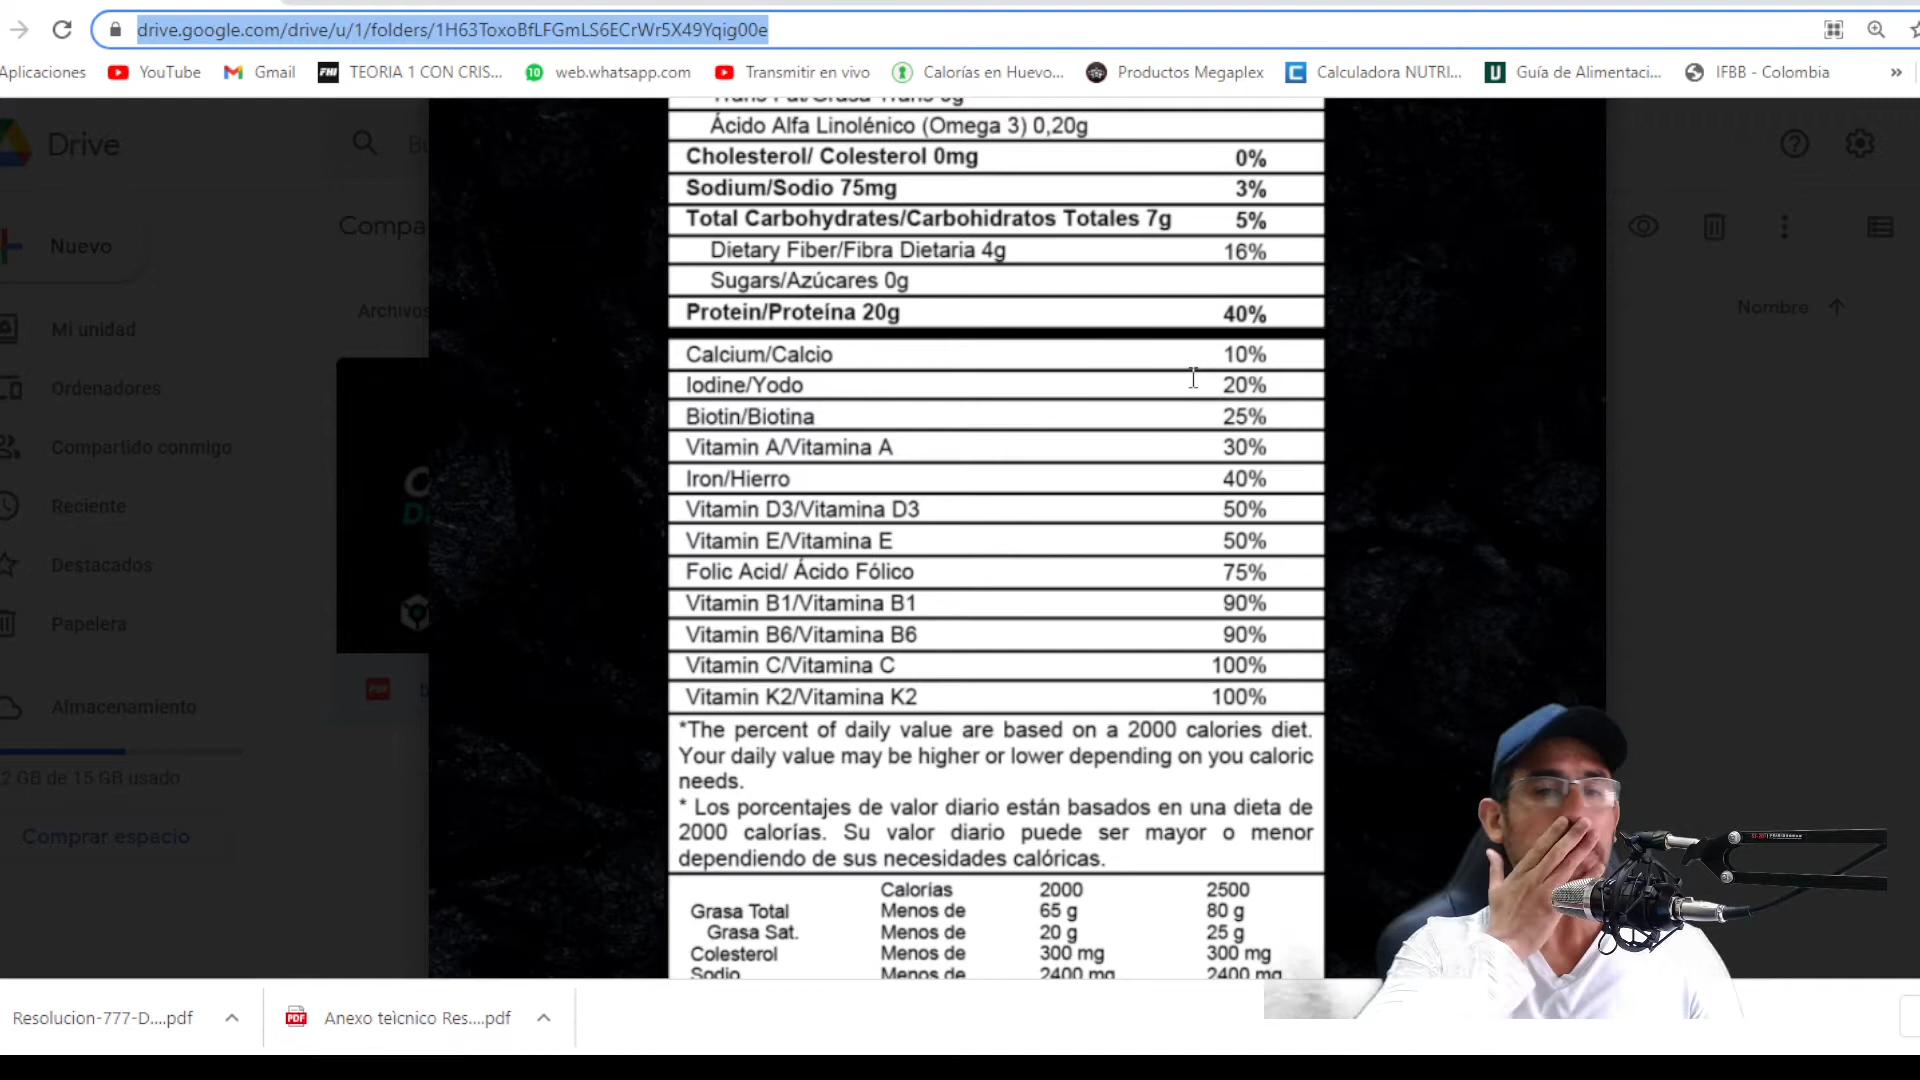 drive.google.com/drive/u/1/folders/1H63ToxoBfLFGmLS6ECrWr5X49Yqig00e
Aplicaciones YouTube Gmail TEORIA 1 CON CRIS... web.whatsapp.com Transmitir en vivo Calorías en Huevo... Productos Megaplex Calculadora NUTRI... Guía de Alimentaci... IFBB - Colombia »
Drive
Nuevo
Compa
Archivos
Nombre
Mi unidad
Ordenadores
Compartido conmigo
Reciente
Destacados
Papelera
Almacenamiento
2 GB de 15 GB usado
Comprar espacio
Ácido Alfa Linolénico (Omega 3) 0,20g
Cholesterol/ Colesterol 0mg 0%
Sodium/Sodio 75mg 3%
Total Carbohydrates/Carbohidratos Totales 7g 5%
Dietary Fiber/Fibra Dietaria 4g 16%
Sugars/Azúcares 0g
Protein/Proteína 20g 40%
Calcium/Calcio 10%
Iodine/Yodo 20%
Biotin/Biotina 25%
Vitamin A/Vitamina A 30%
Iron/Hierro 40%
Vitamin D3/Vitamina D3 50%
Vitamin E/Vitamina E 50%
Folic Acid/ Ácido Fólico 75%
Vitamin B1/Vitamina B1 90%
Vitamin B6/Vitamina B6 90%
Vitamin C/Vitamina C 100%
Vitamin K2/Vitamina K2 100%
*The percent of daily value are based on a 2000 calories diet.
Your daily value may be higher or lower depending on you caloric
needs.
* Los porcentajes de valor diario están basados en una dieta de
2000 calorías. Su valor diario puede ser mayor o menor
dependiendo de sus necesidades calóricas.
Calorías 2000 2500
Grasa Total Menos de 65 g 80 g
Grasa Sat. Menos de 20 g 25 g
Colesterol Menos de 300 mg 300 mg
Sodio Menos de 2400 mg 2400 mg
Resolucion-777-D....pdf
PDF Anexo teìcnico Res....pdf